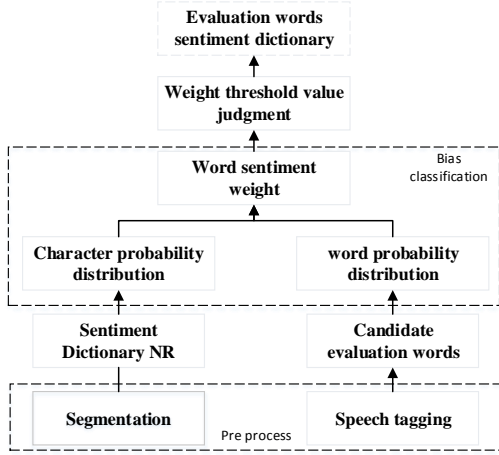 Evaluation words
sentiment dictionary
Weight threshold value
judgment
Word sentiment
weight
Bias
classification
Character probability
distribution
word probability
distribution
Sentiment
Dictionary NR
Candidate
evaluation words
Segmentation
Speech tagging
Pre process